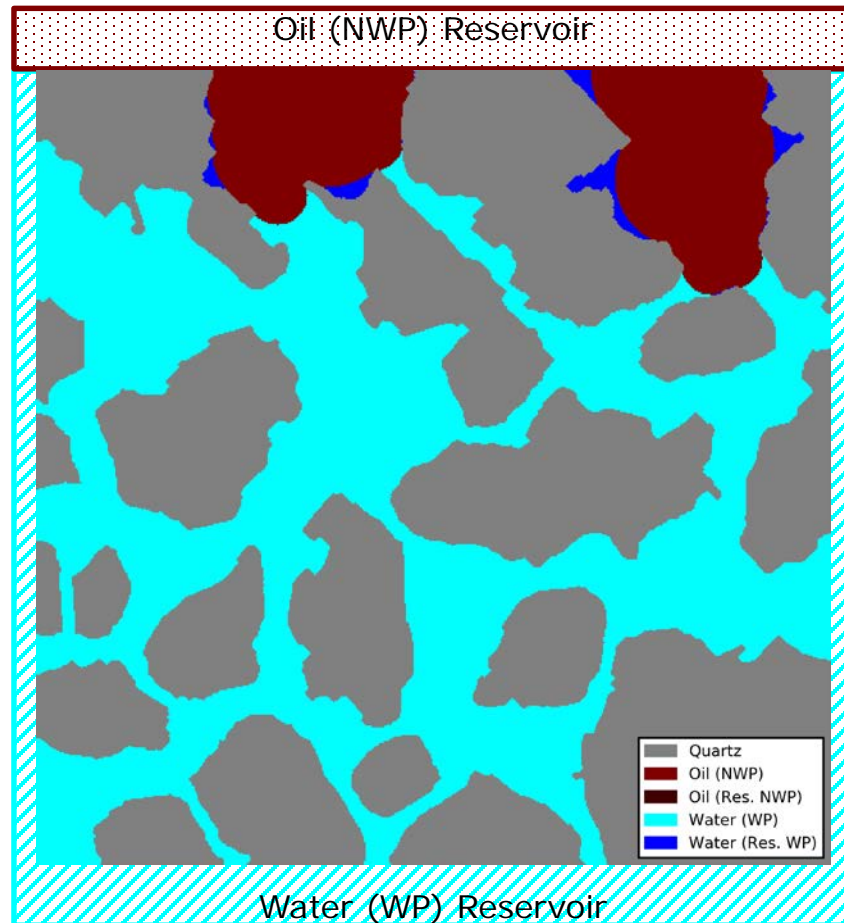 Oil (NWP) Reservoir
Quartz
Oil (NWP)
Oil (Res. NWP)
Water (WP)
Water (Res. WP)
Water (WP) Reservoir